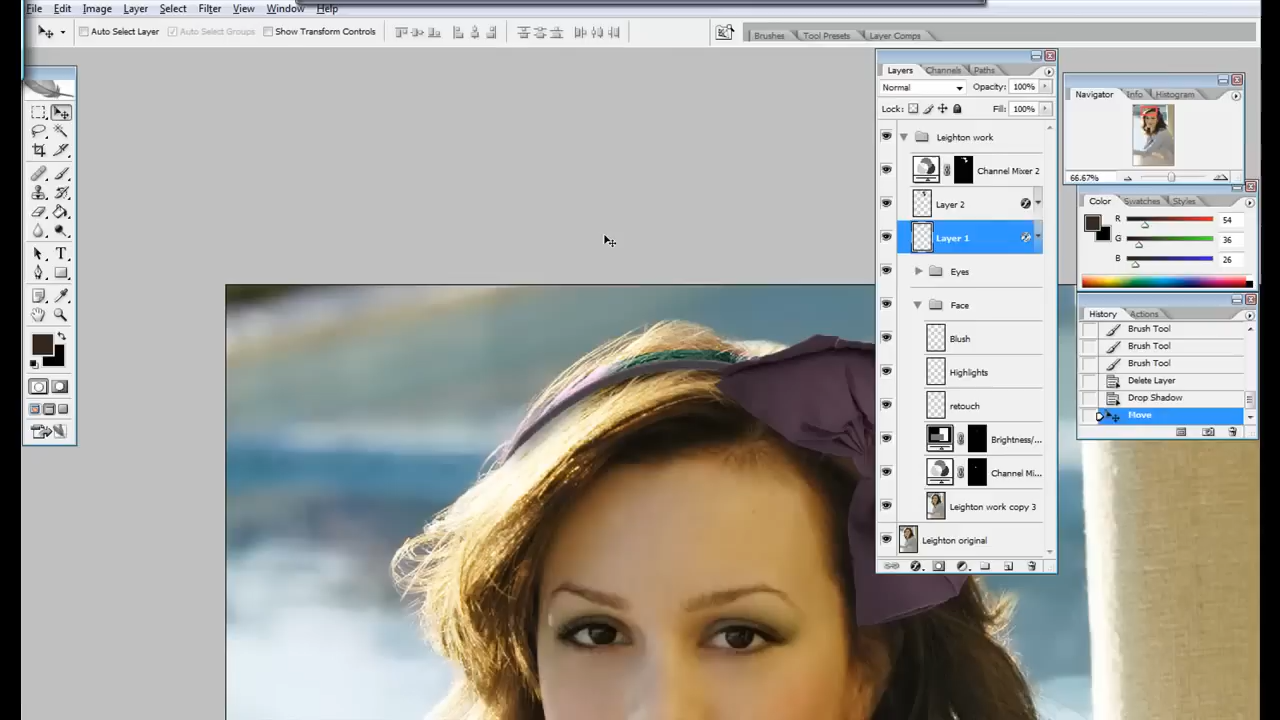 File Edit Image Layer Select Filter View Window Help
Auto Select Layer Auto Select Groups Show Transform Controls
Brushes Tool Presets Layer Comps
Layers Channels Paths
Normal Opacity: 100%
Lock: Fill: 100%
Leighton work
Channel Mixer 2
Layer 2
Layer 1
Eyes
Face
Blush
Highlights
retouch
Brightness/...
Channel Mi...
Leighton work copy 3
Leighton original
Navigator Info Histogram
66.67%
Color Swatches Styles
R 54
G 36
B 26
History Actions
Brush Tool
Brush Tool
Brush Tool
Delete Layer
Drop Shadow
Move